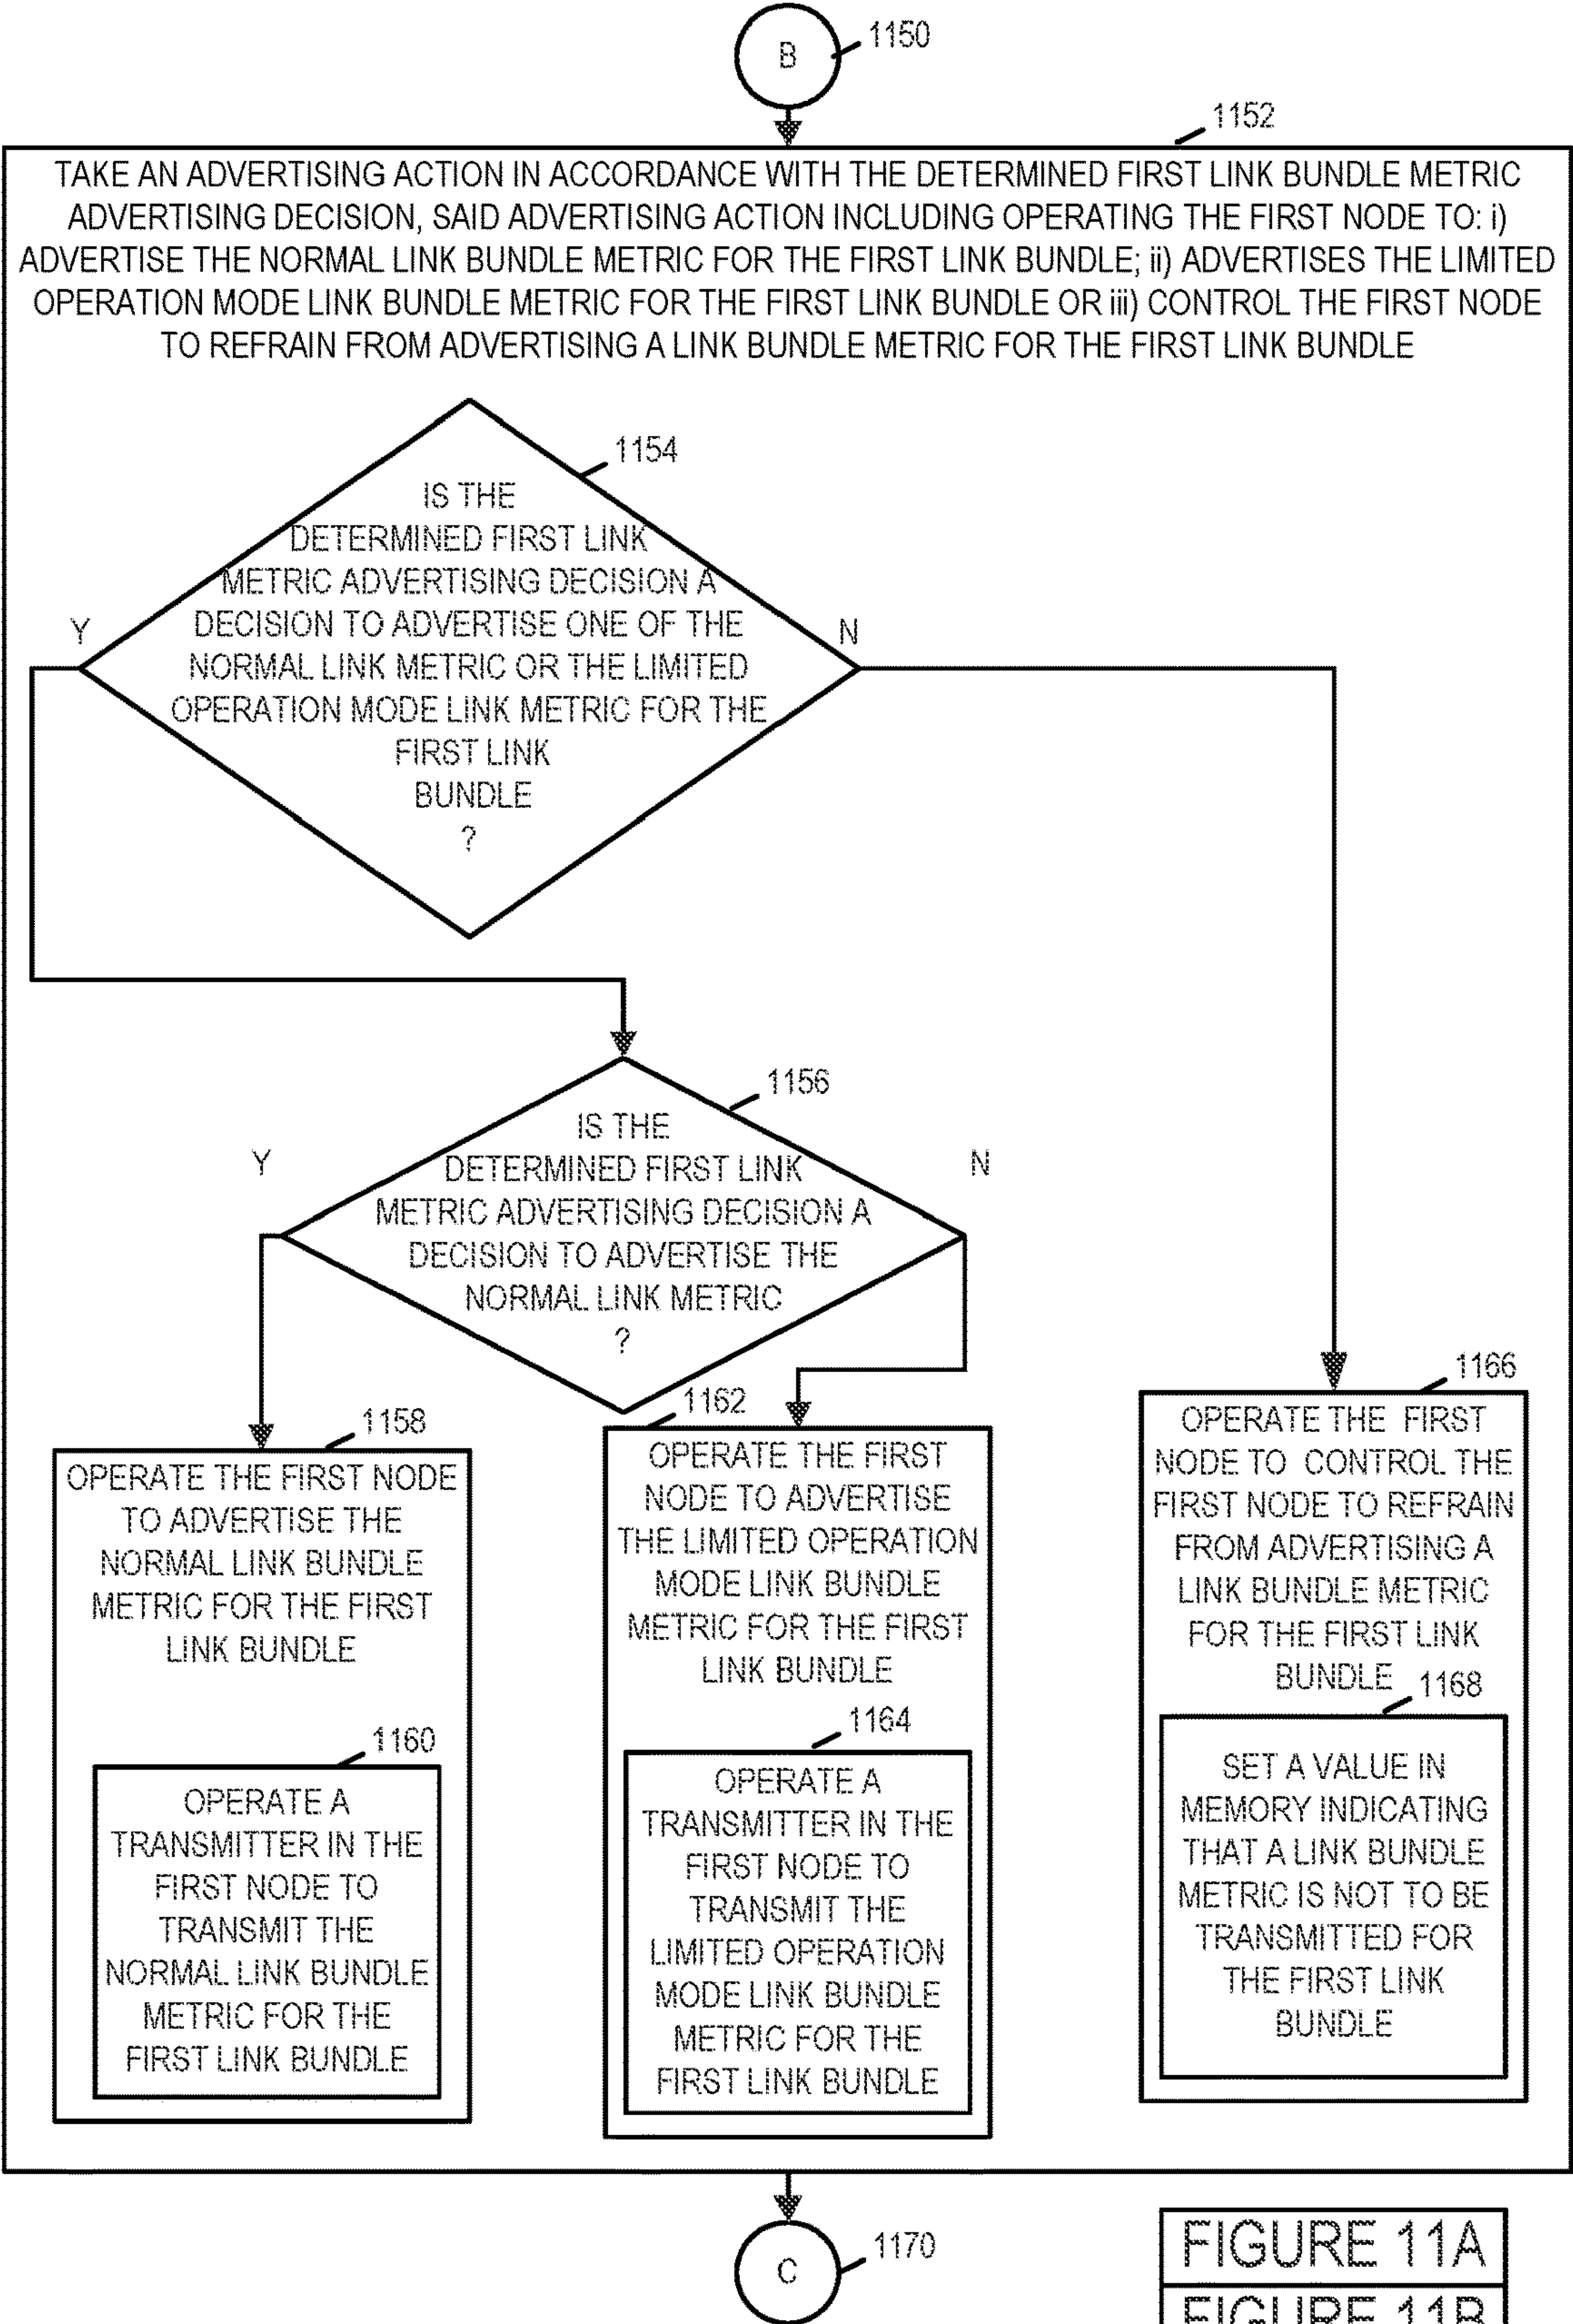 B
1150
1152
TAKE AN ADVERTISING ACTION IN ACCORDANCE WITH THE DETERMINED FIRST LINK BUNDLE METRIC
ADVERTISING DECISION, SAID ADVERTISING ACTION INCLUDING OPERATING THE FIRST NODE TO: i)
ADVERTISE THE NORMAL LINK BUNDLE METRIC FOR THE FIRST LINK BUNDLE; ii) ADVERTISES THE LIMITED
OPERATION MODE LINK BUNDLE METRIC FOR THE FIRST LINK BUNDLE OR iii) CONTROL THE FIRST NODE
TO REFRAIN FROM ADVERTISING A LINK BUNDLE METRIC FOR THE FIRST LINK BUNDLE
1154
IS THE
DETERMINED FIRST LINK
METRIC ADVERTISING DECISION A
DECISION TO ADVERTISE ONE OF THE
NORMAL LINK METRIC OR THE LIMITED
OPERATION MODE LINK METRIC FOR THE
FIRST LINK
BUNDLE
?
Y
N
1156
IS THE
DETERMINED FIRST LINK
METRIC ADVERTISING DECISION A
DECISION TO ADVERTISE THE
NORMAL LINK METRIC
?
Y
N
1158
OPERATE THE FIRST NODE
TO ADVERTISE THE
NORMAL LINK BUNDLE
METRIC FOR THE FIRST
LINK BUNDLE
1160
OPERATE A
TRANSMITTER IN THE
FIRST NODE TO
TRANSMIT THE
NORMAL LINK BUNDLE
METRIC FOR THE
FIRST LINK BUNDLE
1162
OPERATE THE FIRST
NODE TO ADVERTISE
THE LIMITED OPERATION
MODE LINK BUNDLE
METRIC FOR THE FIRST
LINK BUNDLE
1164
OPERATE A
TRANSMITTER IN THE
FIRST NODE TO
TRANSMIT THE
LIMITED OPERATION
MODE LINK BUNDLE
METRIC FOR THE
FIRST LINK BUNDLE
1166
OPERATE THE FIRST
NODE TO CONTROL THE
FIRST NODE TO REFRAIN
FROM ADVERTISING A
LINK BUNDLE METRIC
FOR THE FIRST LINK
BUNDLE
1168
SET A VALUE IN
MEMORY INDICATING
THAT A LINK BUNDLE
METRIC IS NOT TO BE
TRANSMITTED FOR
THE FIRST LINK
BUNDLE
C
1170
FIGURE 11A
FIGURE 11B